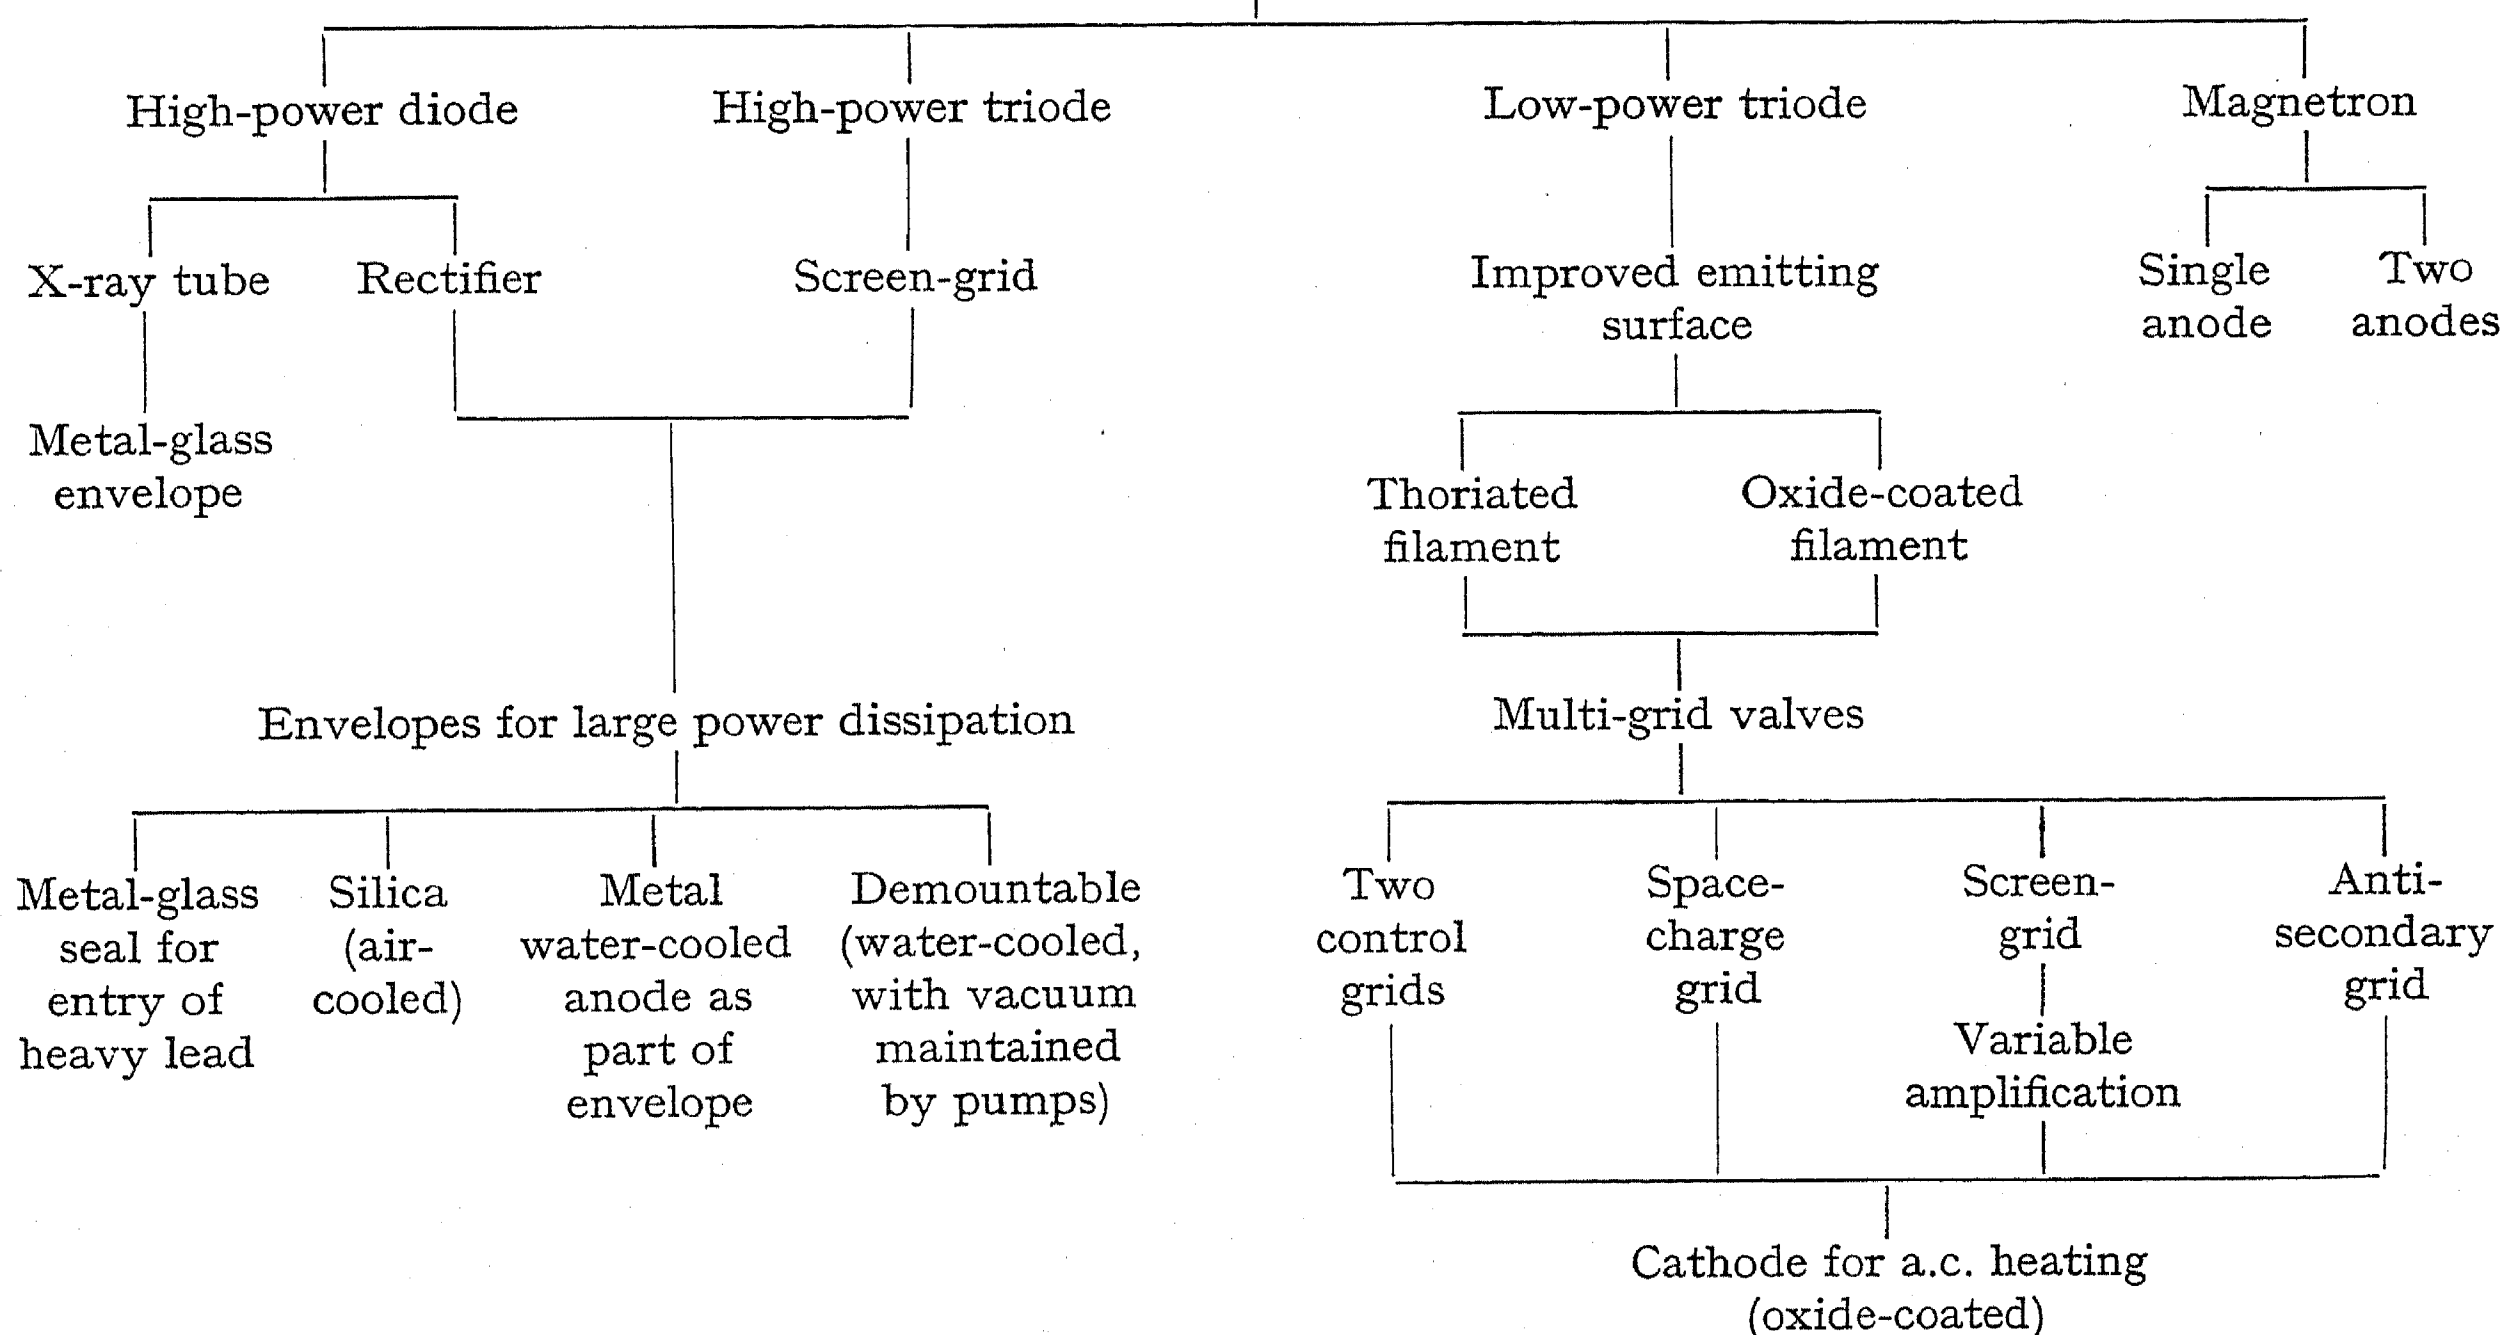 High-power diode
High-power triode
Low-power triode
Magnetron
X-ray tube
Rectifier
Screen-grid
Improved emitting
surface
Single
anode
Two
anodes
Metal-glass
envelope
Thoriated
filament
Oxide-coated
filament
Envelopes for large power dissipation
Multi-grid valves
Metal-glass
seal for
entry of
heavy lead
Silica
(air-
cooled)
Metal
water-cooled
anode as
part of
envelope
Demountable
(water-cooled,
with vacuum
maintained
by pumps)
Two
control
grids
Space-
charge
grid
Screen-
grid
Variable
amplification
Anti-
secondary
grid
Cathode for a.c. heating
(oxide-coated)